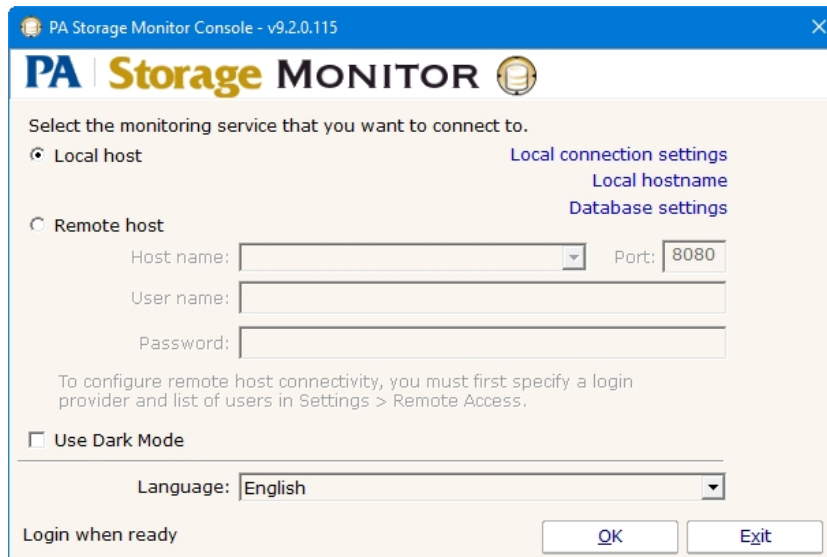 PA Storage Monitor Console - v9.2.0.115
PA Storage MONITOR
Select the monitoring service that you want to connect to.
Local host
Local connection settings
Local hostname
Database settings
Remote host
Host name:
Port: 8080
User name:
Password:
To configure remote host connectivity, you must first specify a login
provider and list of users in Settings > Remote Access.
Use Dark Mode
Language: English
Login when ready
OK
Exit